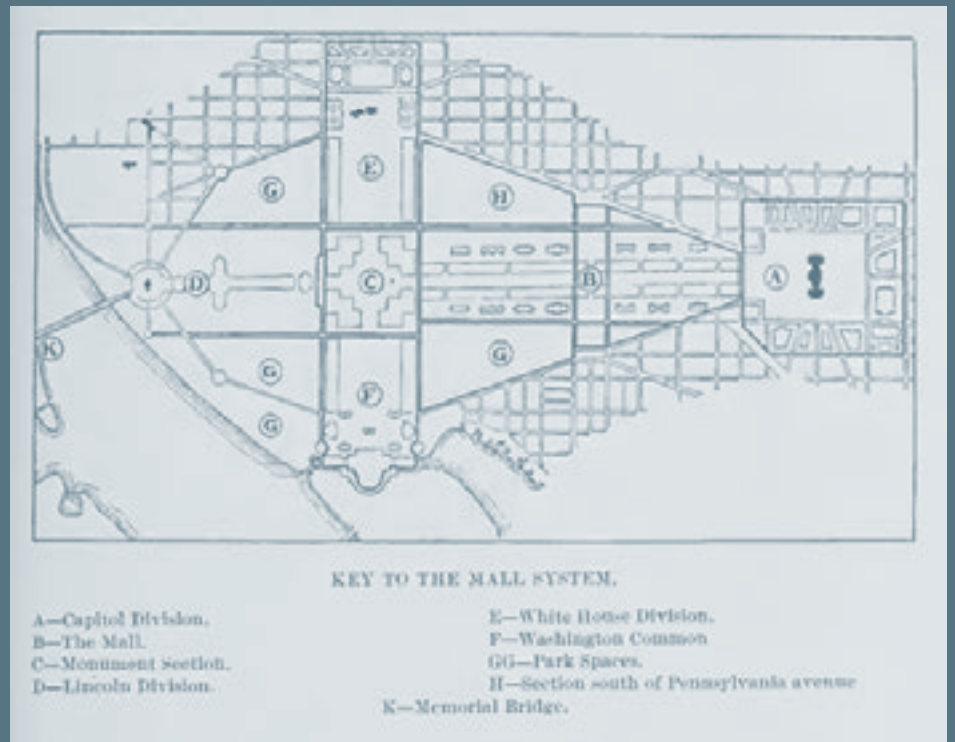 G
E
H
D
C
B
A
K
G
G
F
G
KEY TO THE MALL SYSTEM.
A—Capitol Division.
B—The Mall.
C—Monument Section.
D—Lincoln Division.
E—White House Division.
F—Washington Common
GG—Park Spaces.
H—Section south of Pennsylvania avenue
K—Memorial Bridge.